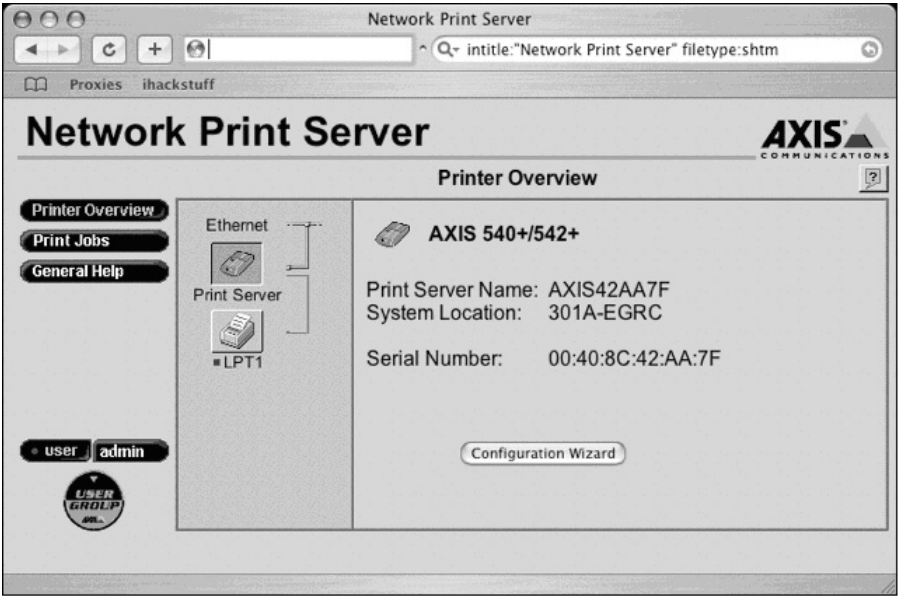 Network Print Server
intitle:"Network Print Server" filetype:shtm
Proxies ihackstuff
Network Print Server
AXIS
COMMUNICATIONS
Printer Overview
?
Printer Overview
Print Jobs
General Help
Ethernet
Print Server
LPT1
AXIS 540+/542+
Print Server Name: AXIS42AA7F
System Location: 301A-EGRC
Serial Number: 00:40:8C:42:AA:7F
Configuration Wizard
user admin
USER
GROUP
AXIS